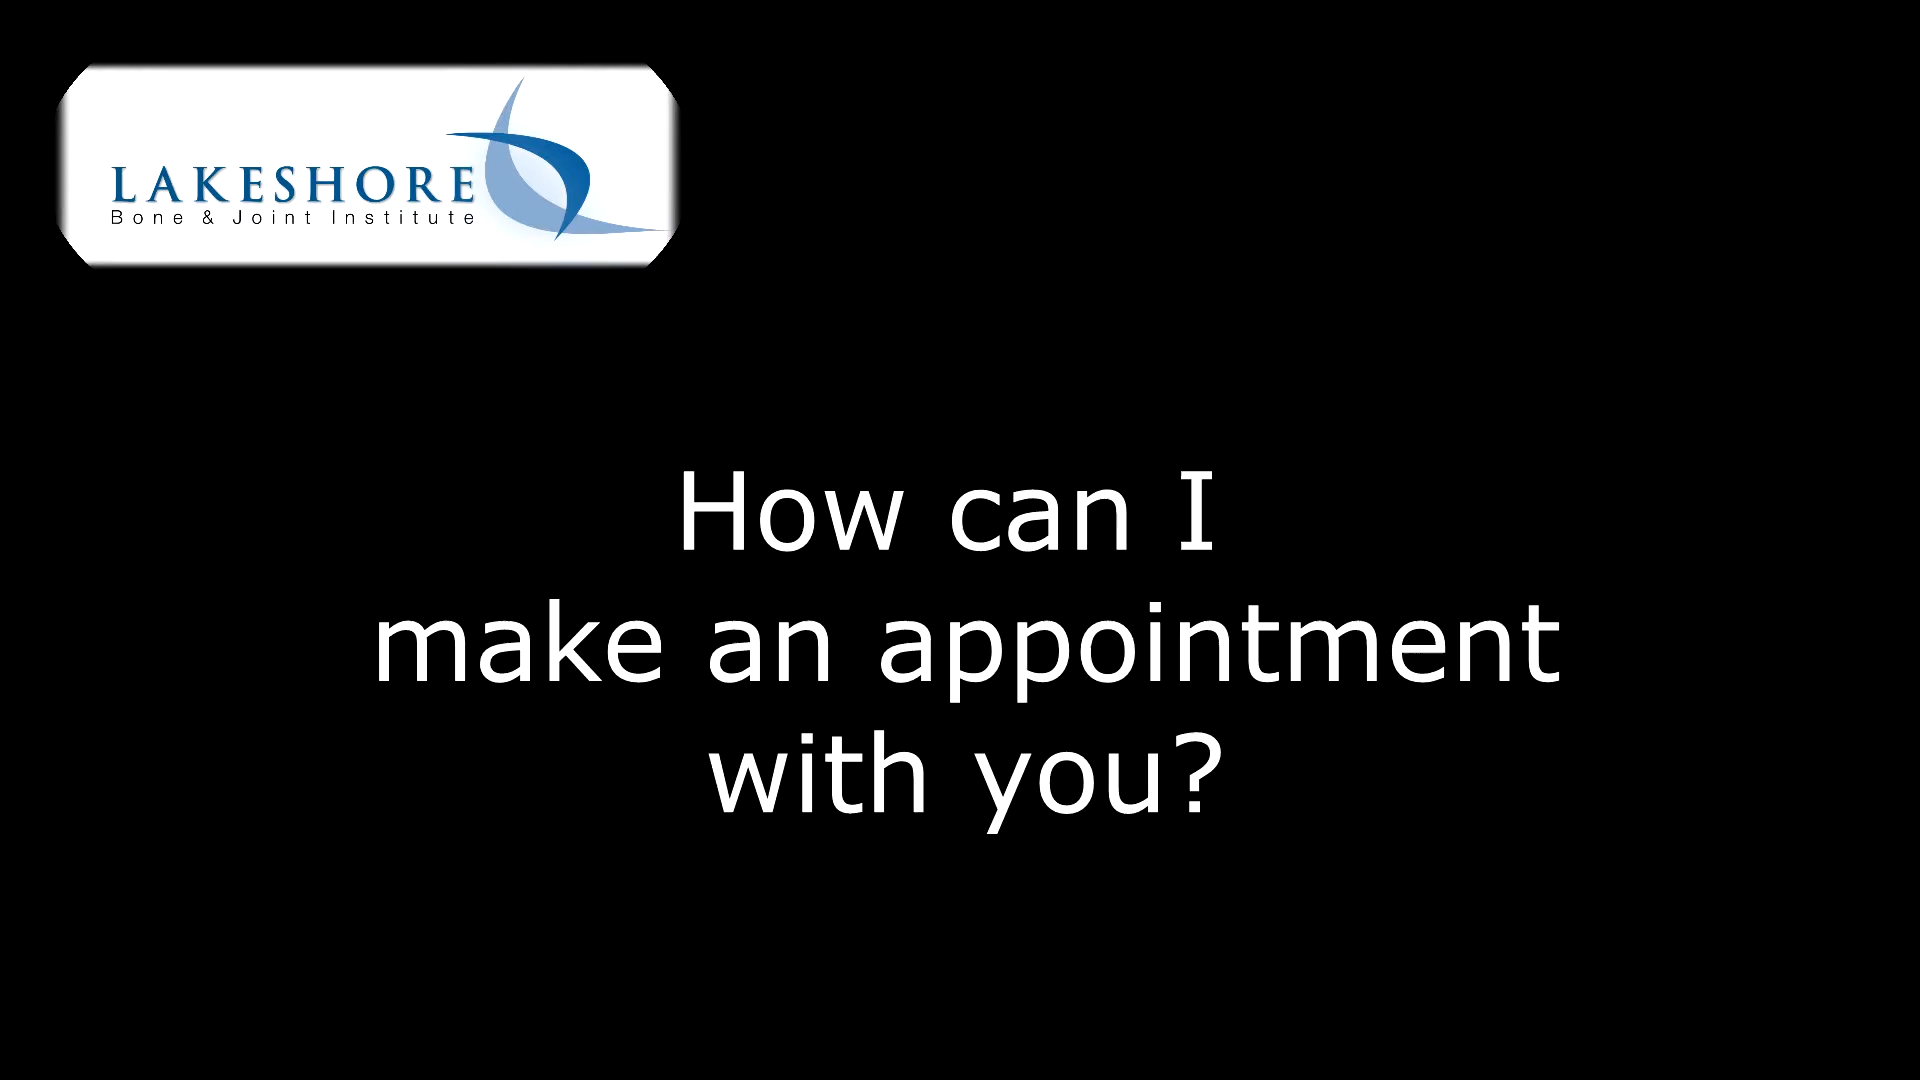 LAKESHORE
Bone & Joint Institute
How can I
make an appointment
with you?